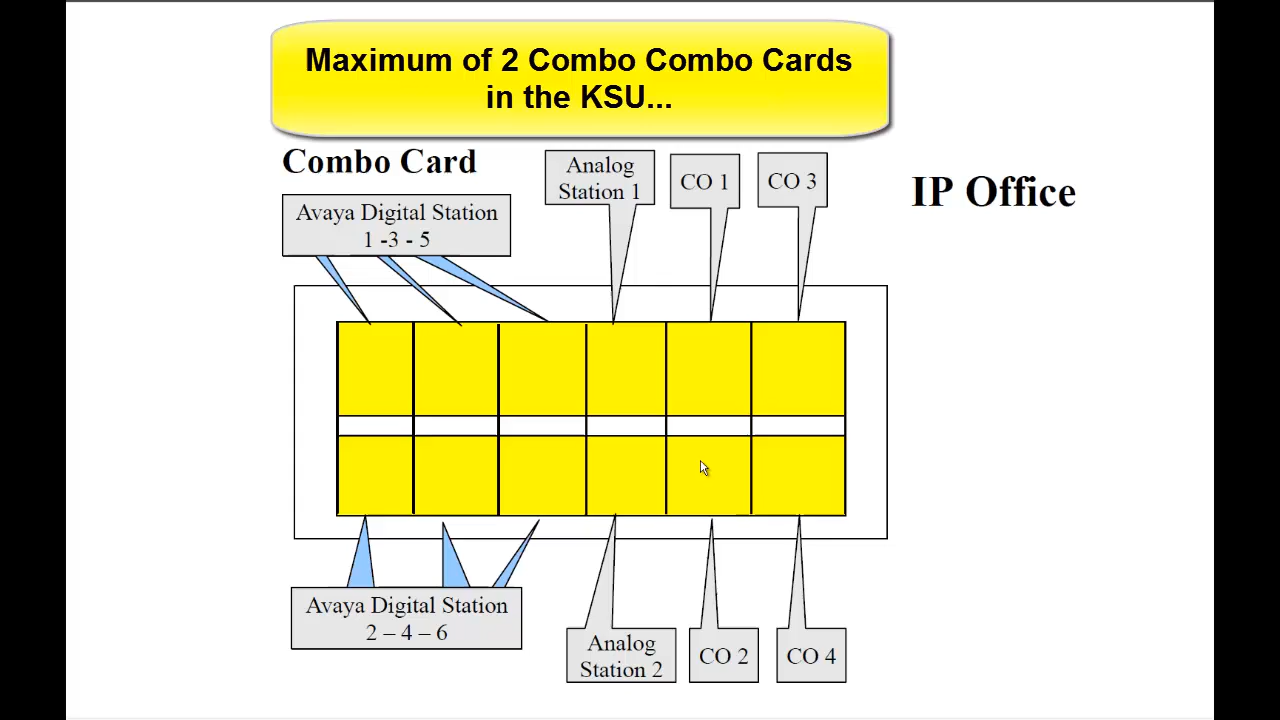 Maximum of 2 Combo Combo Cards
in the KSU...
Combo Card
IP Office
Avaya Digital Station
1 -3 - 5
Analog
Station 1
CO 1
CO 3
Avaya Digital Station
2 – 4 – 6
Analog
Station 2
CO 2
CO 4